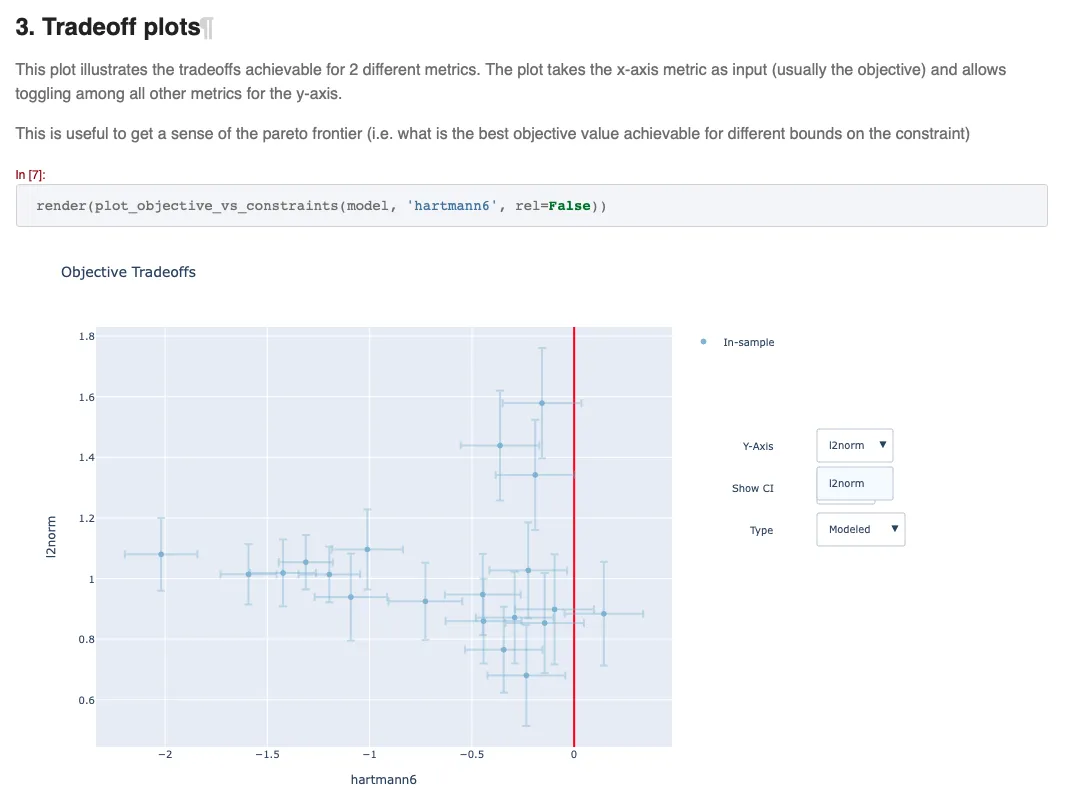 3. Tradeoff plots¶
This plot illustrates the tradeoffs achievable for 2 different metrics. The plot takes the x-axis metric as input (usually the objective) and allows
toggling among all other metrics for the y-axis.
This is useful to get a sense of the pareto frontier (i.e. what is the best objective value achievable for different bounds on the constraint)
In [7]:
render(plot_objective_vs_constraints(model, 'hartmann6', rel=False))
Objective Tradeoffs
1.8
1.6
1.4
1.2
1
0.8
0.6
l2norm
−2
−1.5
−1
−0.5
0
hartmann6
In-sample
Y-Axis
l2norm ▼
Show CI
l2norm
Type
Modeled ▼